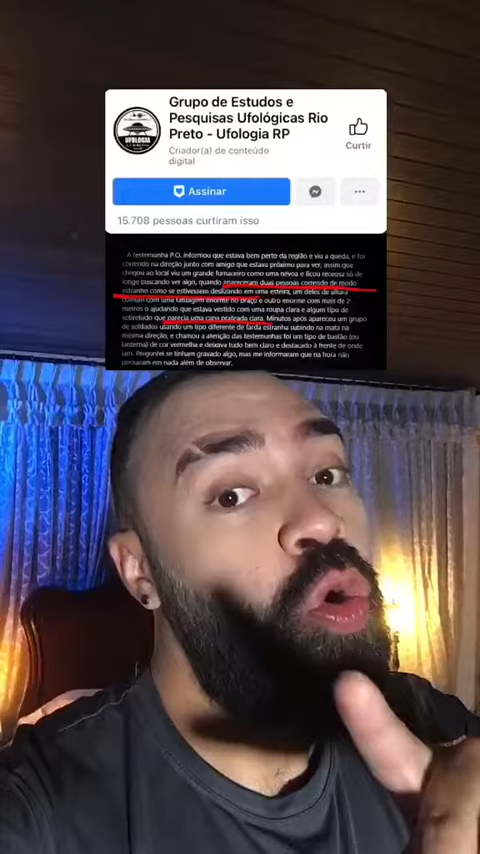 Grupo de Estudos e
Pesquisas Ufológicas Rio
Preto - Ufologia RP
Criador(a) de conteúdo
digital
Curtir
UFOLOGIA
Assinar
15.708 pessoas curtiram isso
A testemunha P.O. informou que estava bem perto da região e viu a queda, e foi
correndo na direção junto com amigo que estava próximo para ver, assim que
chegou ao local viu um grande fumaceiro como uma névoa e ficou receosa só de
longe buscando ver algo, quando apareceram duas pessoas correndo de modo
estranho como se estivessem deslizando em uma esteira, um deles de altura
comum com uma tatuagem enorme no braço e outro enorme com mais de 2
metros o ajudando que estava vestido com uma roupa clara e algum tipo de
sobretudo que parecia uma capa prateada clara. Minutos após apareceu um grupo
de soldados usando um tipo diferente de farda estranha subindo na mata na
mesma direção, e chamou a atenção das testemunhas foi um tipo de bastão (ou
lanterna) de cor vermelha e deixava tudo bem claro e destacado à frente de onde
iam. Perguntei se tinham gravado algo, mas me informaram que na hora não
pensaram em nada além de observar.